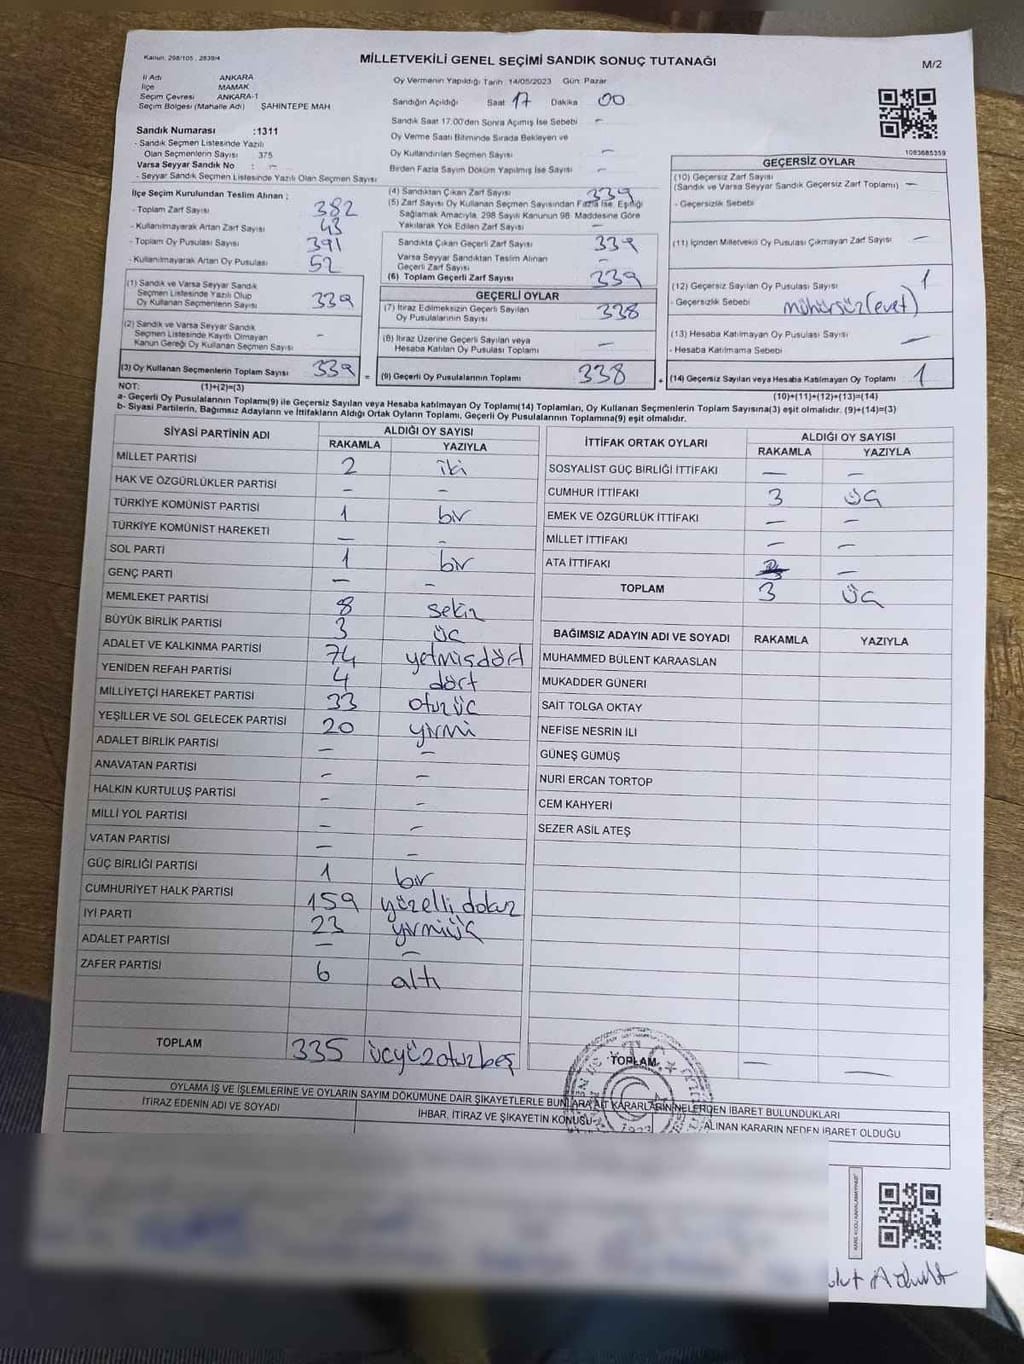 Kanun, 298/105 , 2839/4
MİLLETVEKİLİ GENEL SEÇİMİ SANDIK SONUÇ TUTANAĞI
M/2
İl Adı ANKARA
İlçe MAMAK
Seçim Çevresi ANKARA-1
Seçim Bölgesi (Mahalle Adı) ŞAHİNTEPE MAH
Oy Vermenin Yapıldığı Tarih 14/05/2023 Gün Pazar
Sandığın Açıldığı Saat 17 Dakika 00
Sandık Saat 17:00'den Sonra Açımış İse Sebebi –
Oy Verme Saati Bitiminde Sırada Bekleyen ve
Oy Kullandırılan Seçmen Sayısı –
Birden Fazla Sayım Döküm Yapılmış İse Sayısı –
Sandık Numarası :1311
- Sandık Seçmen Listesinde Yazılı
Olan Seçmenlerin Sayısı 375
Varsa Seyyar Sandık No : –
- Seyyar Sandık Seçmen Listesinde Yazılı Olan Seçmen Sayısı
İlçe Seçim Kurulundan Teslim Alınan ;
- Toplam Zarf Sayısı 382
- Kullanılmayarak Artan Zarf Sayısı 43
- Toplam Oy Pusulası Sayısı 391
- Kullanılmayarak Artan Oy Pusulası 52
(1) Sandık ve Varsa Seyyar Sandık
Seçmen Listesinde Yazılı Olup
Oy Kullanan Seçmenlerin Sayısı 339
(2) Sandık ve Varsa Seyyar Sandık
Seçmen Listesinde Kayıtlı Olmayan
Kanun Gereği Oy Kullanan Seçmen Sayısı –
(3) Oy Kullanan Seçmenlerin Toplam Sayısı 339
(4) Sandıktan Çıkan Zarf Sayısı 339
(5) Zarf Sayısı Oy Kullanan Seçmen Sayısından Fazla İse, Eşitliği
Sağlamak Amacıyla, 298 Sayılı Kanunun 98. Maddesine Göre
Yakılarak Yok Edilen Zarf Sayısı –
Sandıkta Çıkan Geçerli Zarf Sayısı 339
Varsa Seyyar Sandıktan Teslim Alınan
Geçerli Zarf Sayısı –
(6) Toplam Geçerli Zarf Sayısı 339
GEÇERLİ OYLAR
(7) İtiraz Edilmeksizin Geçerli Sayılan
Oy Pusulalarının Sayısı 338
(8) İtiraz Üzerine Geçerli Sayılan veya
Hesaba Katılan Oy Pusulası Toplamı –
= (9) Geçerli Oy Pusulalarının Toplamı 338
1083685359
GEÇERSİZ OYLAR
(10) Geçersiz Zarf Sayısı
(Sandık ve Varsa Seyyar Sandık Geçersiz Zarf Toplamı) –
- Geçersizlik Sebebi
(11) İçinden Milletvekili Oy Pusulası Çıkmayan Zarf Sayısı –
(12) Geçersiz Sayılan Oy Pusulası Sayısı 1
- Geçersizlik Sebebi mühürsüz(evet)
(13) Hesaba Katılmayan Oy Pusulası Sayısı –
- Hesaba Katılmama Sebebi
+ (14) Geçersiz Sayılan veya Hesaba Katılmayan Oy Toplamı 1
NOT: (1)+(2)=(3) (10)+(11)+(12)+(13)=(14)
a- Geçerli Oy Pusulaları Toplamı(9) ile Geçersiz Sayılan veya Hesaba katılmayan Oy Toplamı(14) Toplamları, Oy Kullanan Seçmenlerin Toplam Sayısına(3) eşit olmalıdır. (9)+(14)=(3)
b- Siyasi Partilerin, Bağımsız Adayların ve İttifakların Aldığı Ortak Oyların Toplamı, Geçerli Oy Pusulalarının Toplamına(9) eşit olmalıdır.
SİYASİ PARTİNİN ADI ALDIĞI OY SAYISI
RAKAMLA YAZIYLA
MİLLET PARTİSİ 2 iki
HAK VE ÖZGÜRLÜKLER PARTİSİ – –
TÜRKİYE KOMÜNİST PARTİSİ 1 bir
TÜRKİYE KOMÜNİST HAREKETİ – –
SOL PARTİ 1 bir
GENÇ PARTİ – –
MEMLEKET PARTİSİ 8 sekiz
BÜYÜK BİRLİK PARTİSİ 3 üç
ADALET VE KALKINMA PARTİSİ 74 yetmişdört
YENİDEN REFAH PARTİSİ 4 dört
MİLLİYETÇİ HAREKET PARTİSİ 33 otuzüç
YEŞİLLER VE SOL GELECEK PARTİSİ 20 yirmi
ADALET BİRLİK PARTİSİ – –
ANAVATAN PARTİSİ – –
HALKIN KURTULUŞ PARTİSİ – –
MİLLİ YOL PARTİSİ – –
VATAN PARTİSİ – –
GÜÇ BİRLİĞİ PARTİSİ 1 bir
CUMHURİYET HALK PARTİSİ 159 yüzelli dokuz
İYİ PARTİ 23 yirmiüç
ADALET PARTİSİ – –
ZAFER PARTİSİ 6 altı
TOPLAM 335 üçyüzotuzbeş
İTTİFAK ORTAK OYLARI ALDIĞI OY SAYISI
RAKAMLA YAZIYLA
SOSYALİST GÜÇ BİRLİĞİ İTTİFAKI – –
CUMHUR İTTİFAKI 3 üç
EMEK VE ÖZGÜRLÜK İTTİFAKI – –
MİLLET İTTİFAKI – –
ATA İTTİFAKI –
TOPLAM 3 üç
BAĞIMSIZ ADAYIN ADI VE SOYADI RAKAMLA YAZIYLA
MUHAMMED BÜLENT KARAASLAN
MUKADDER GÜNERİ
SAİT TOLGA OKTAY
NEFİSE NESRİN İLİ
GÜNEŞ GÜMÜŞ
NURİ ERCAN TORTOP
CEM KAHYERİ
SEZER ASİL ATEŞ
TOPLAM – –
OYLAMA İŞ VE İŞLEMLERİNE VE OYLARIN SAYIM DÖKÜMÜNE DAİR ŞİKAYETLERLE BUNLARA AİT KARARLARIN NELERDEN İBARET BULUNDUKLARI
İTİRAZ EDENİN ADI VE SOYADI İHBAR, İTİRAZ VE ŞİKAYETİN KONUSU ALINAN KARARIN NEDEN İBARET OLDUĞU